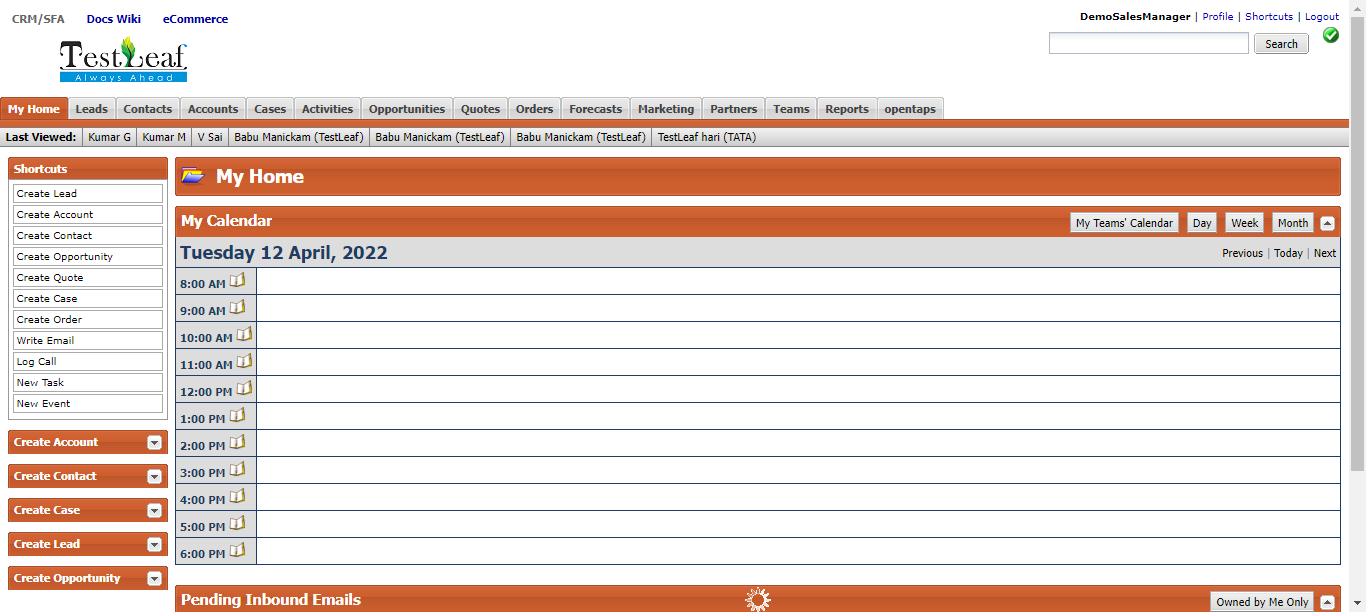 CRM/SFA Docs Wiki eCommerce
DemoSalesManager | Profile | Shortcuts | Logout
Search
TestLeaf
Always Ahead
My Home Leads Contacts Accounts Cases Activities Opportunities Quotes Orders Forecasts Marketing Partners Teams Reports opentaps
Last Viewed: Kumar G Kumar M V Sai Babu Manickam (TestLeaf) Babu Manickam (TestLeaf) Babu Manickam (TestLeaf) TestLeaf hari (TATA)
Shortcuts
Create Lead
Create Account
Create Contact
Create Opportunity
Create Quote
Create Case
Create Order
Write Email
Log Call
New Task
New Event
Create Account
Create Contact
Create Case
Create Lead
Create Opportunity
My Home
My Calendar
My Teams' Calendar Day Week Month
Tuesday 12 April, 2022
Previous | Today | Next
8:00 AM
9:00 AM
10:00 AM
11:00 AM
12:00 PM
1:00 PM
2:00 PM
3:00 PM
4:00 PM
5:00 PM
6:00 PM
Pending Inbound Emails
Owned by Me Only